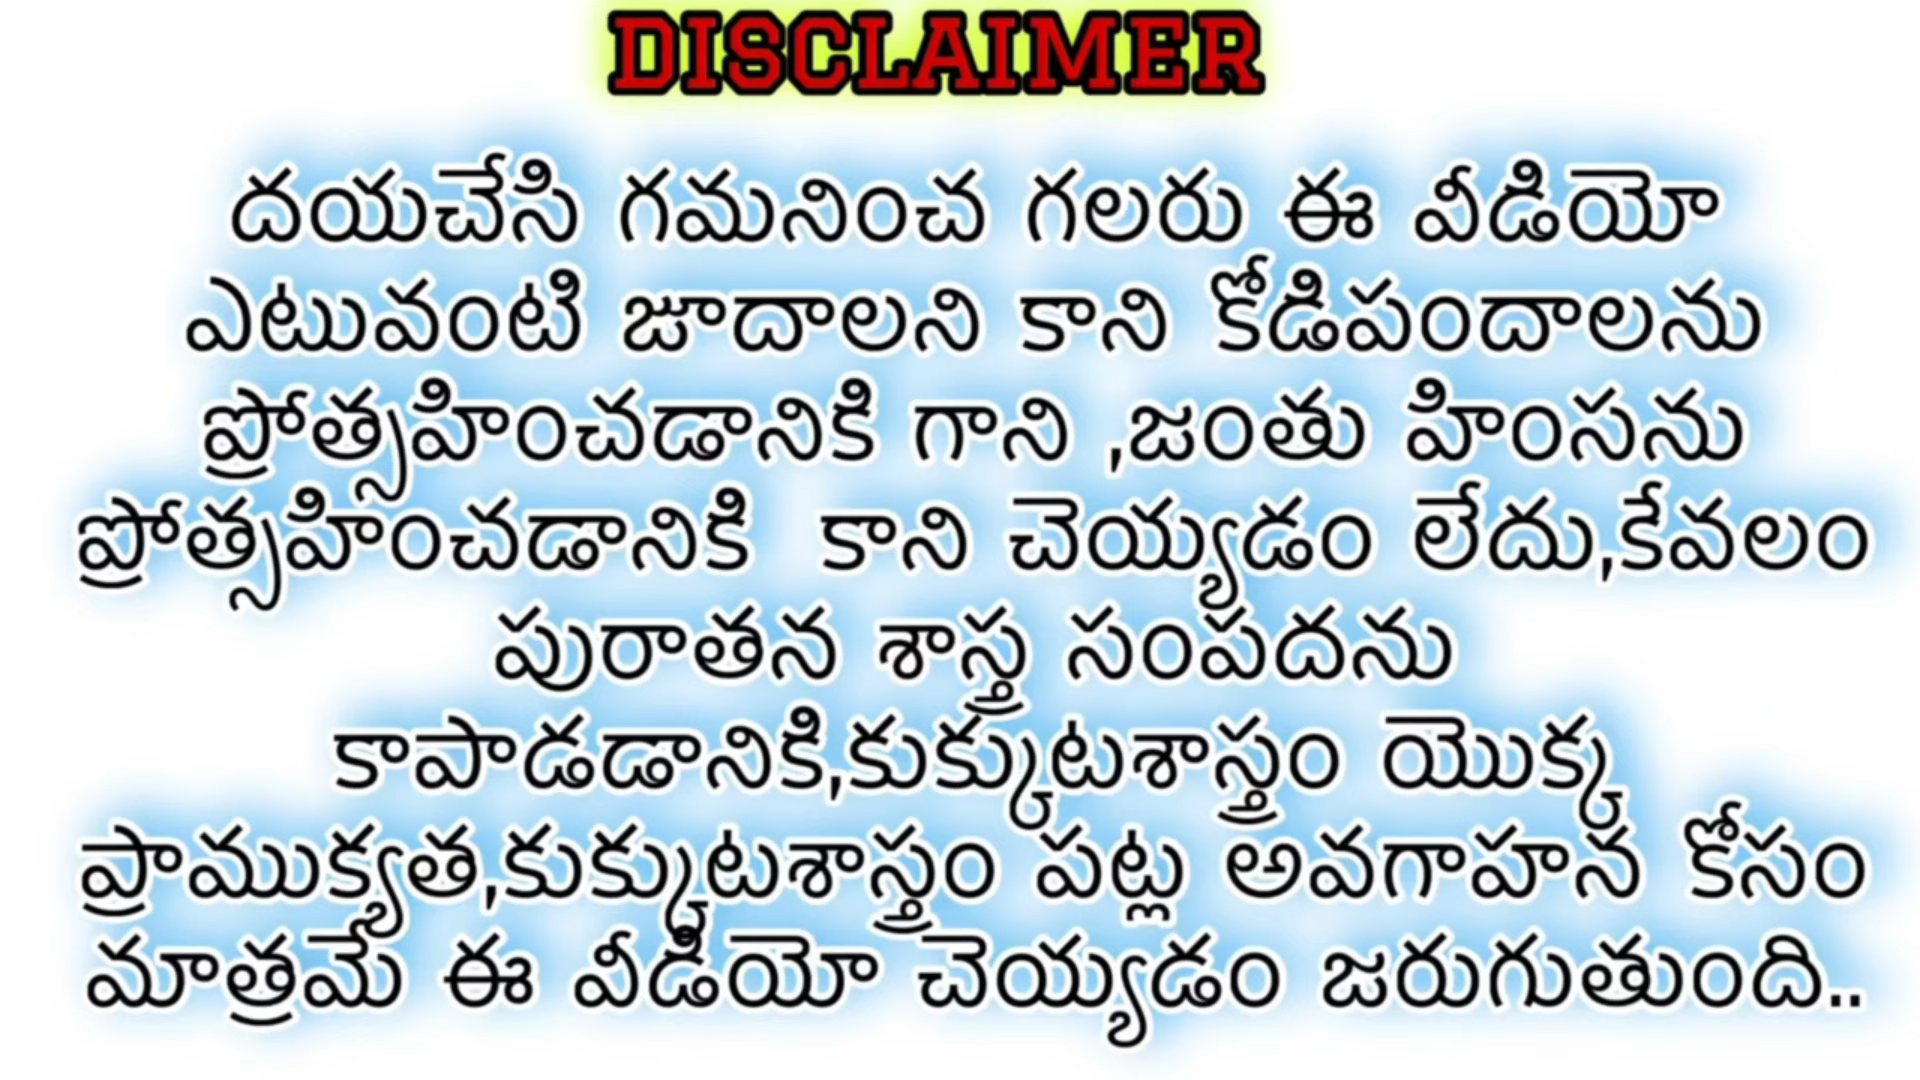 DISCLAIMER
దయచేసి గమనించ గలరు ఈ వీడియో
ఎటువంటి జూదాలని కాని కోడిపందాలను
ప్రోత్సహించడానికి గాని ,జంతు హింసను
ప్రోత్సహించడానికి  కాని చెయ్యడం లేదు,కేవలం
పురాతన శాస్త్ర సంపదను
కాపాడడానికి,కుక్కుటశాస్త్రం యొక్క
ప్రాముక్యత,కుక్కుటశాస్త్రం పట్ల అవగాహన కోసం
మాత్రమే ఈ వీడియో చెయ్యడం జరుగుతుంది..